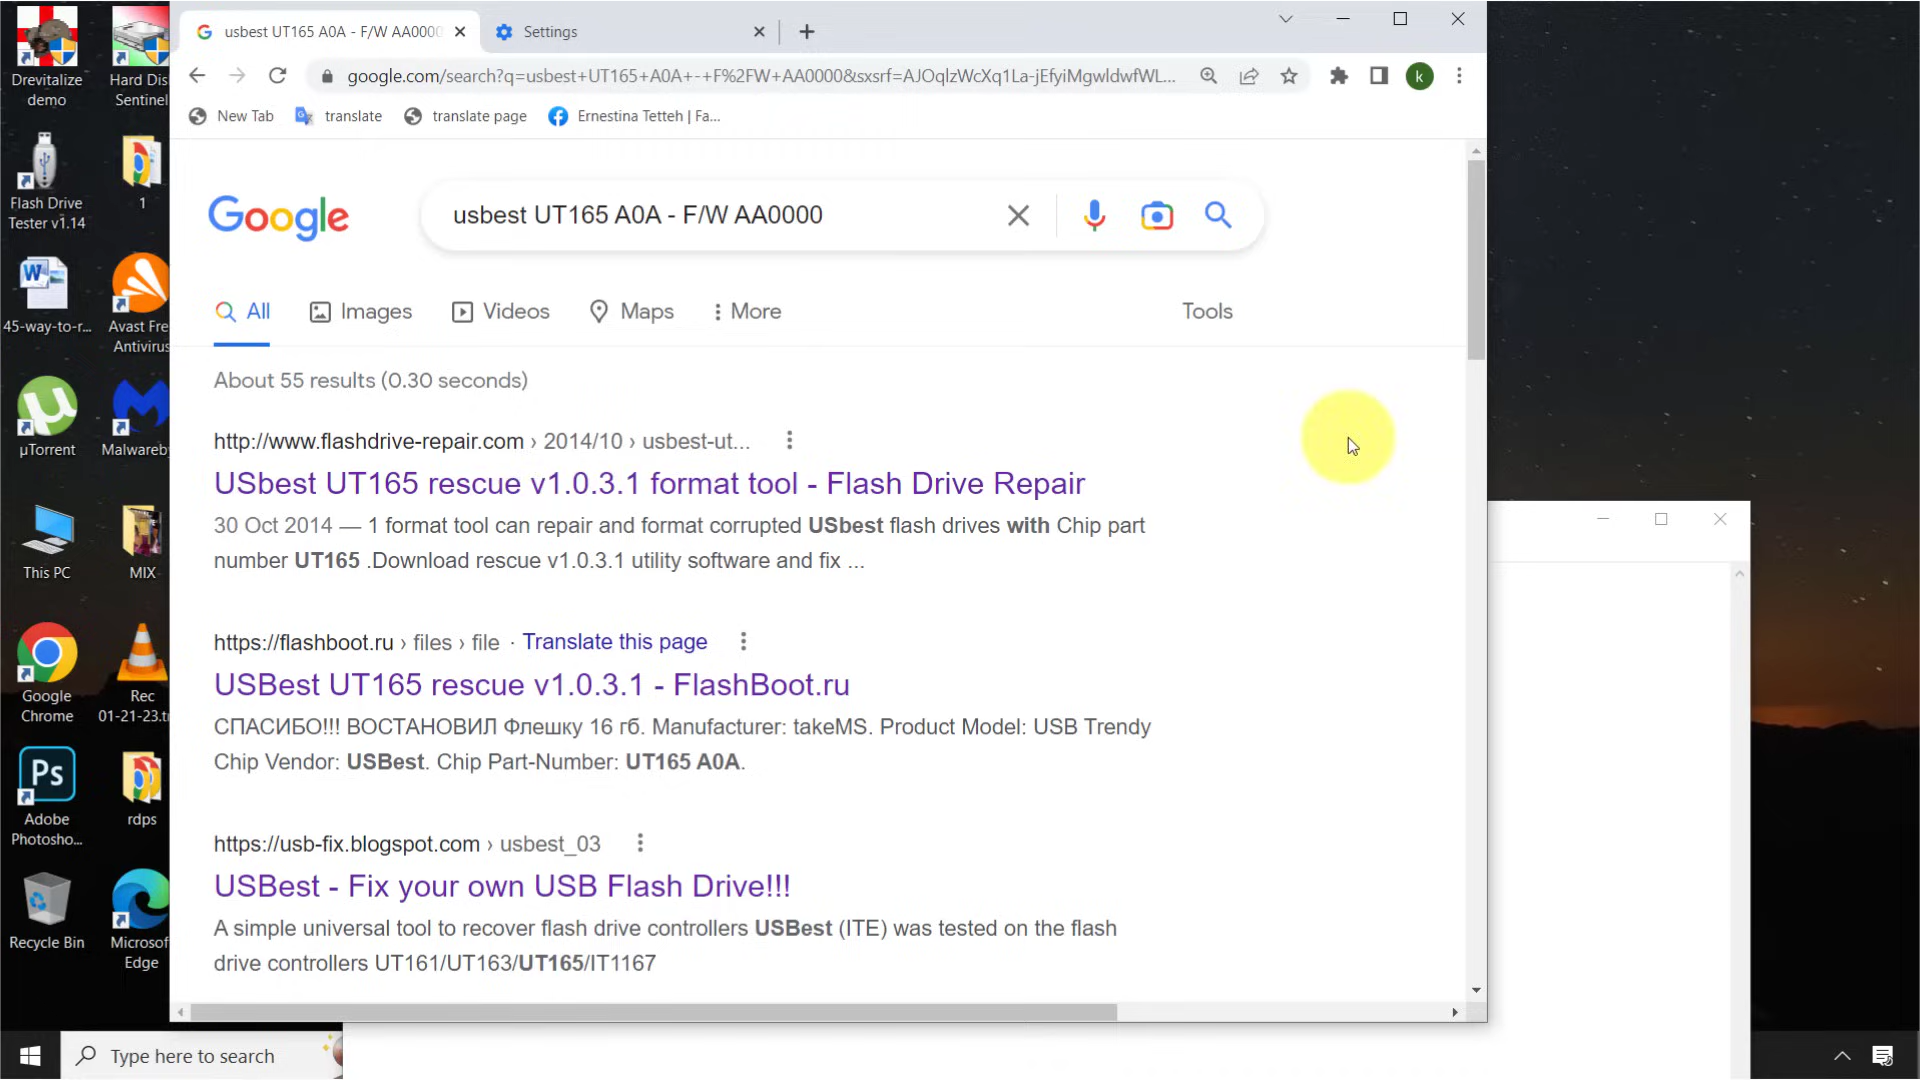 usbest UT165 A0A - F/W AA0000
Settings
google.com/search?q=usbest+UT165+A0A+-+F%2FW+AA0000&sxsrf=AJOqlzWcXq1La-jEfyiMgwldwfWL...
k
New Tab
translate
translate page
Ernestina Tetteh | Fa...
Google
usbest UT165 A0A - F/W AA0000
All
Images
Videos
Maps
More
Tools
About 55 results (0.30 seconds)
http://www.flashdrive-repair.com › 2014/10 › usbest-ut...
USbest UT165 rescue v1.0.3.1 format tool - Flash Drive Repair
30 Oct 2014 — 1 format tool can repair and format corrupted USbest flash drives with Chip part
number UT165 .Download rescue v1.0.3.1 utility software and fix ...
https://flashboot.ru › files › file · Translate this page
USBest UT165 rescue v1.0.3.1 - FlashBoot.ru
СПАСИБО!!! ВОСТАНОВИЛ Флешку 16 гб. Manufacturer: takeMS. Product Model: USB Trendy
Chip Vendor: USBest. Chip Part-Number: UT165 A0A.
https://usb-fix.blogspot.com › usbest_03
USBest - Fix your own USB Flash Drive!!!
A simple universal tool to recover flash drive controllers USBest (ITE) was tested on the flash
drive controllers UT161/UT163/UT165/IT1167
Drevitalize
demo
Hard Dis
Sentinel
Flash Drive
Tester v1.14
1
W
45-way-to-r...
Avast Fre
Antivirus
µTorrent
Malwareb
This PC
MIX
Google
Chrome
Rec
01-21-23.t
Ps
Adobe
Photosho...
rdps
Recycle Bin
Microsof
Edge
Type here to search